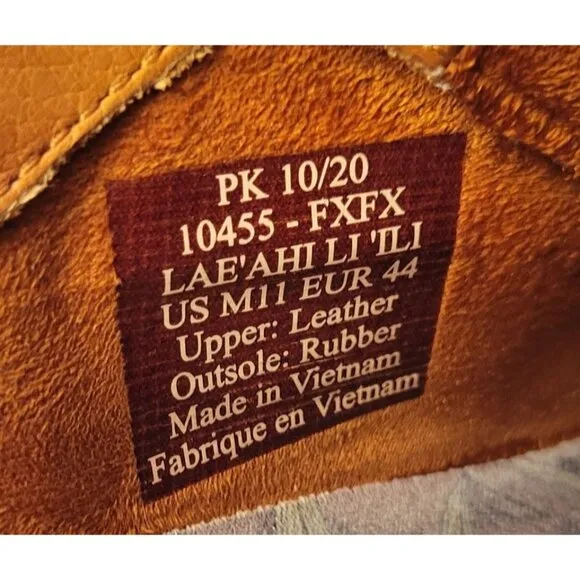 PK 10/20
10455 - FXFX
LAE'AHI LI 'ILI
US M11 EUR 44
Upper: Leather
Outsole: Rubber
Made in Vietnam
Fabrique en Vietnam